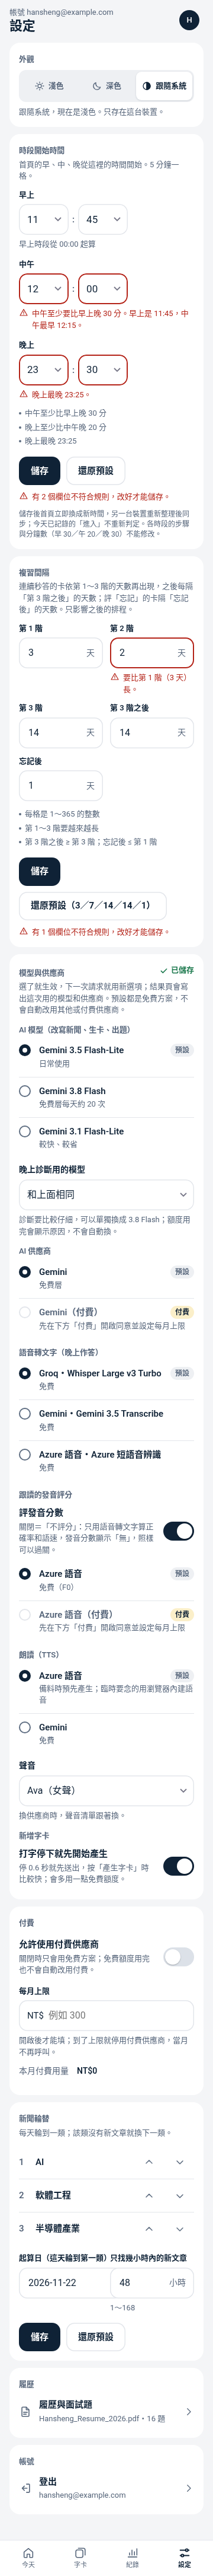 帳號 hansheng@example.com
設定
H
外觀
淺色
深色
跟隨系統
跟隨系統，現在是淺色。只存在這台裝置。
時段開始時間
首頁的早、中、晚從這裡的時間開始。5 分鐘一
格。
早上
11 : 45
早上時段從 00:00 起算
中午
12 : 00
中午至少要比早上晚 30 分。早上是 11:45，中
午最早 12:15。
晚上
23 : 30
晚上最晚 23:25。
• 中午至少比早上晚 30 分
• 晚上至少比中午晚 20 分
• 晚上最晚 23:25
儲存
還原預設
有 2 個欄位不符合規則，改好才能儲存。
儲存後首頁立即換成新時間，另一台裝置重新整理後同
步；今天已記錄的「進入」不重新判定。各時段的步驟
與分鐘數（早 30／午 20／晚 30）不能修改。
複習間隔
連續秒答的卡依第 1～3 階的天數再出現，之後每隔
「第 3 階之後」的天數；評「忘記」的卡隔「忘記
後」的天數。只影響之後的排程。
第 1 階
第 2 階
3 天
2 天
要比第 1 階（3 天）
長。
第 3 階
第 3 階之後
14 天
14 天
忘記後
1 天
• 每格是 1～365 的整數
• 第 1～3 階要越來越長
• 第 3 階之後 ≥ 第 3 階；忘記後 ≤ 第 1 階
儲存
還原預設（3／7／14／14／1）
有 1 個欄位不符合規則，改好才能儲存。
模型與供應商
已儲存
選了就生效，下一次請求就用新選項；結果頁會寫
出這次用的模型和供應商。預設都是免費方案，不
會自動改用其他或付費供應商。
AI 模型（改寫新聞、生卡、出題）
Gemini 3.5 Flash-Lite
預設
日常使用
Gemini 3.8 Flash
免費層每天約 20 次
Gemini 3.1 Flash-Lite
較快、較省
晚上診斷用的模型
和上面相同
診斷要比較仔細，可以單獨換成 3.8 Flash；額度用
完會顯示原因，不會自動換。
AI 供應商
Gemini
預設
免費層
Gemini（付費）
付費
先在下方「付費」開啟同意並設定每月上限
語音轉文字（晚上作答）
Groq・Whisper Large v3 Turbo
預設
免費
Gemini・Gemini 3.5 Transcribe
免費
Azure 語音・Azure 短語音辨識
免費
跟讀的發音評分
評發音分數
關閉＝「不評分」：只用語音轉文字算正
確率和語速，發音分數顯示「無」，照樣
可以過關。
Azure 語音
預設
免費（F0）
Azure 語音（付費）
付費
先在下方「付費」開啟同意並設定每月上限
朗讀（TTS）
Azure 語音
預設
備料時預先產生；臨時要念的用瀏覽器內建語
音
Gemini
免費
聲音
Ava（女聲）
換供應商時，聲音清單跟著換。
新增字卡
打字停下就先開始產生
停 0.6 秒就先送出，按「產生字卡」時
比較快；會多用一點免費額度。
付費
允許使用付費供應商
關閉時只會用免費方案；免費額度用完
也不會自動改用付費。
每月上限
NT$ 例如 300
開啟後才能填；到了上限就停用付費供應商，當月
不再呼叫。
本月付費用量 NT$0
新聞輪替
每天輪到一類；該類沒有新文章就換下一類。
1 AI
2 軟體工程
3 半導體產業
起算日（這天輪到第一類）
只找幾小時內的新文章
2026-11-22
48 小時
1～168
儲存
還原預設
履歷
履歷與面試題
Hansheng_Resume_2026.pdf・16 題
帳號
登出
hansheng@example.com
今天
字卡
紀錄
設定